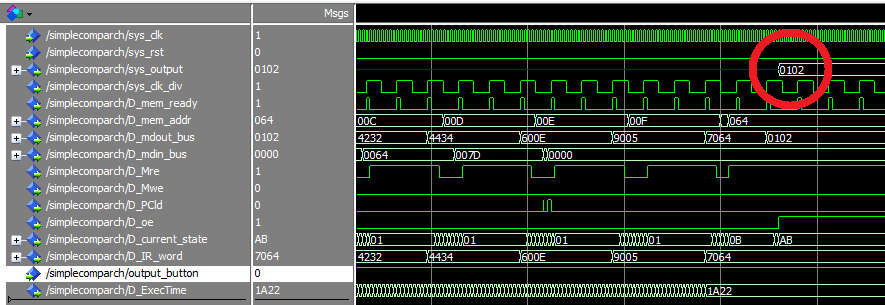 Msgs
/simplecomparch/sys_clk 1
/simplecomparch/sys_rst 0
/simplecomparch/sys_output 0102 0102
/simplecomparch/sys_clk_div 1
/simplecomparch/D_mem_ready 1
/simplecomparch/D_mem_addr 064 00C 00D 00E 00F 064
/simplecomparch/D_mdout_bus 0102 4232 4434 600E 9005 7064 0102
/simplecomparch/D_mdin_bus 0000 0064 007D 0000
/simplecomparch/D_Mre 1
/simplecomparch/D_Mwe 0
/simplecomparch/D_PCld 0
/simplecomparch/D_oe 1
/simplecomparch/D_current_state AB 01 01 01 01 0B AB
/simplecomparch/D_IR_word 7064 4232 4434 600E 9005 7064
/simplecomparch/output_button 0
/simplecomparch/D_ExecTime 1A22 1A22